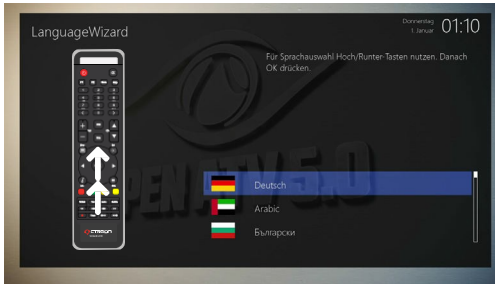 LanguageWizard
Donnerstag
1. Januar
01:10
Für Sprachauswahl Hoch/Runter-Tasten nutzen. Danach
OK drücken.
OPEN ATV 5.0
Deutsch
Arabic
Български
OCTAGON